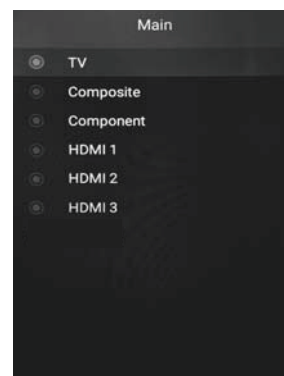 Main
TV
Composite
Component
HDMI 1
HDMI 2
HDMI 3